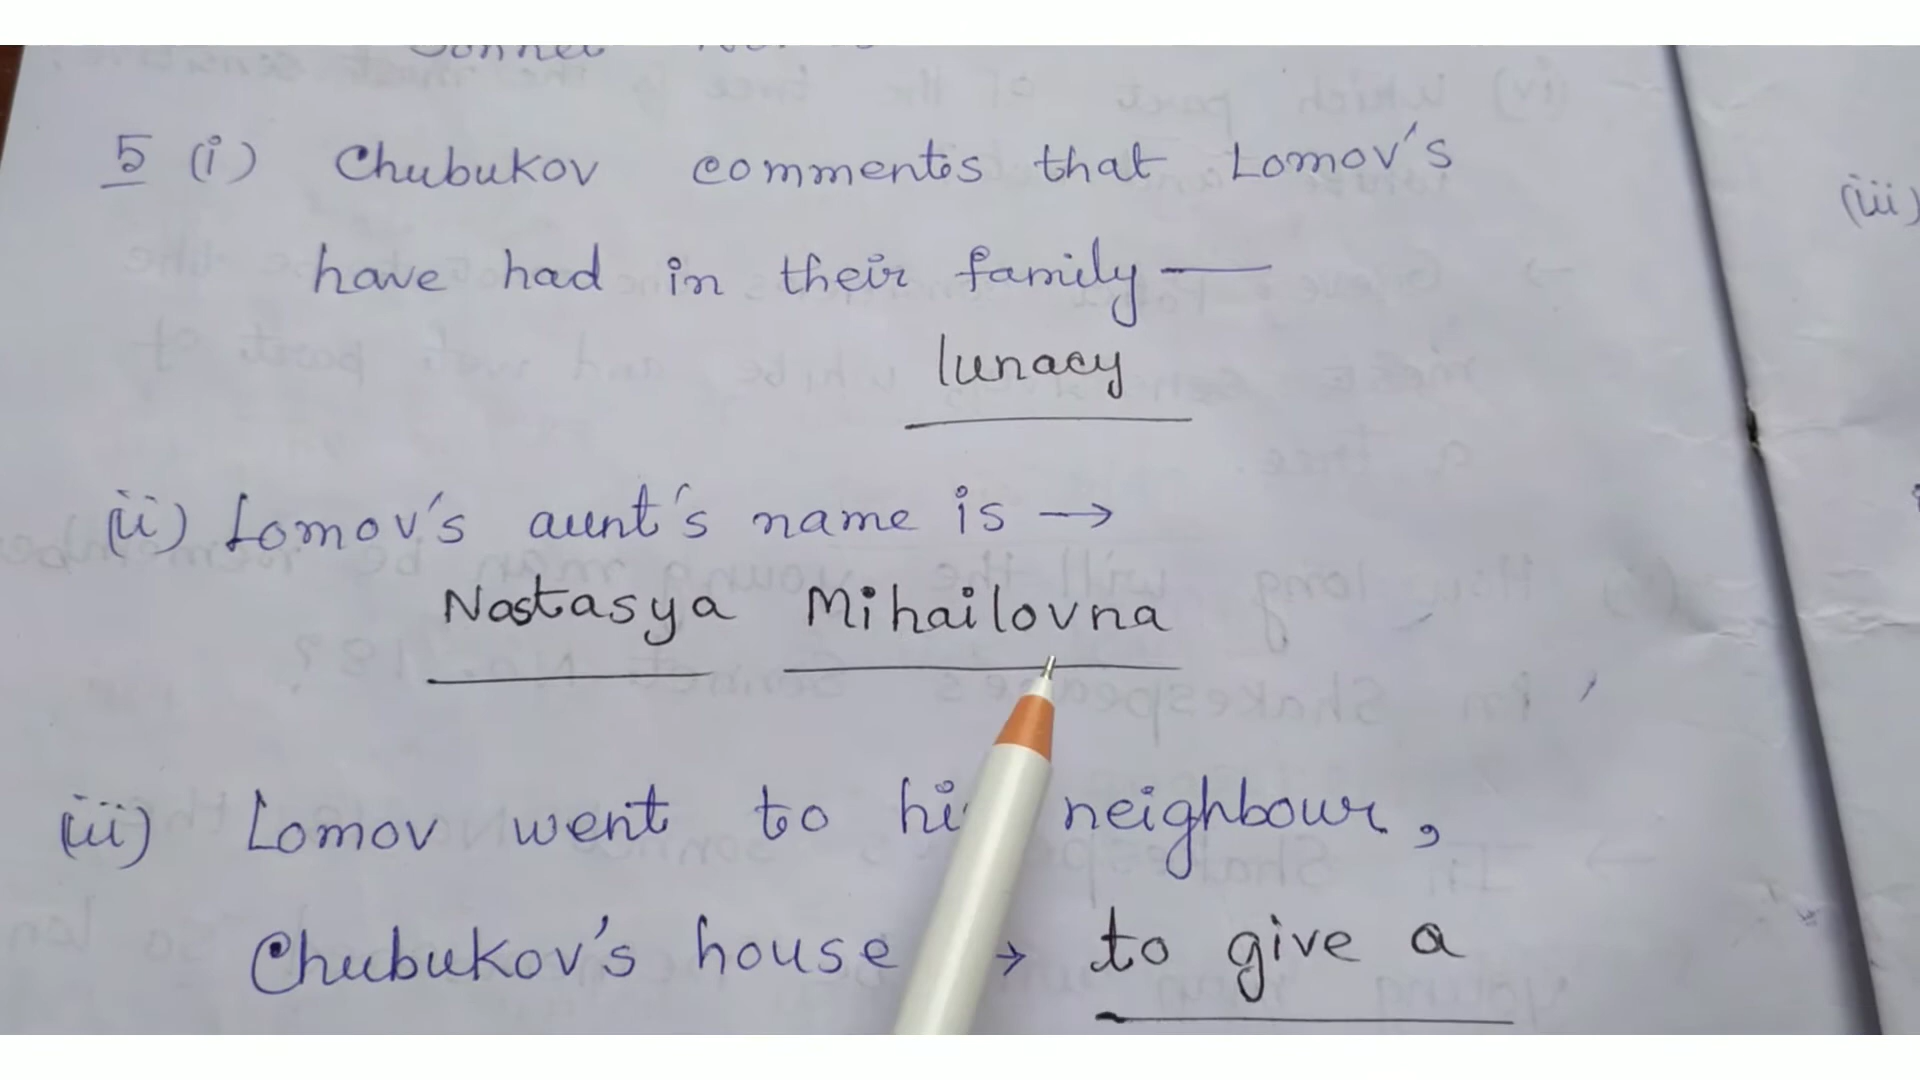 5 (i) Chubukov comments that Lomov's
have had in their family —
lunacy
(ii) Lomov's aunt's name is →
Nastasya Mihailovna
(iii) Lomov went to neighbour,
Chubukov's house → to give a
(iii)